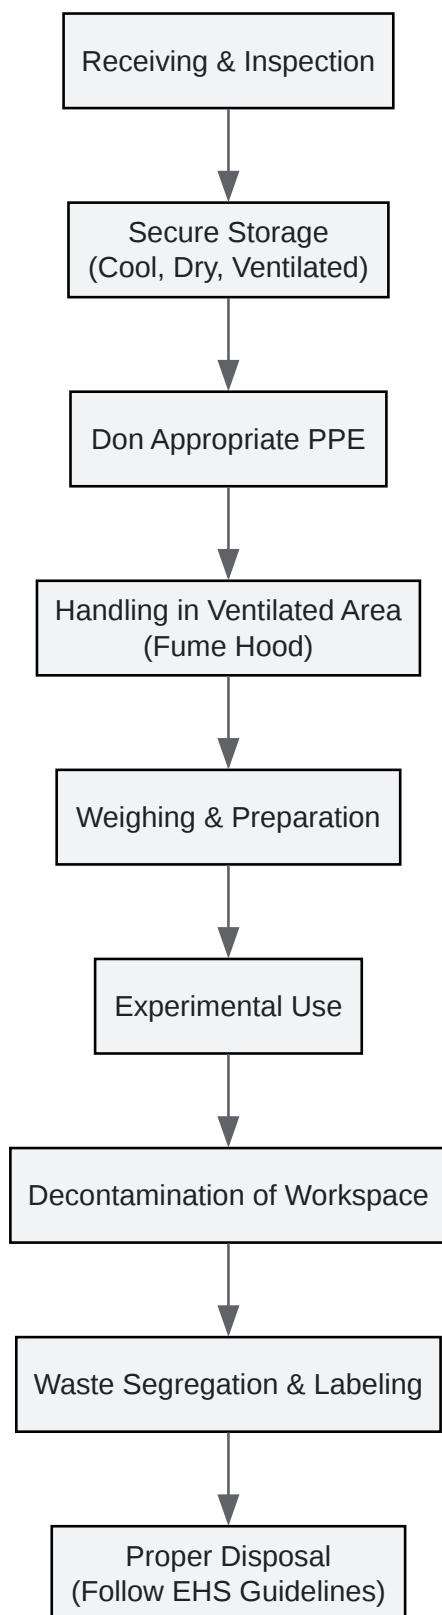 Receiving & Inspection
Secure Storage
(Cool, Dry, Ventilated)
Don Appropriate PPE
Handling in Ventilated Area
(Fume Hood)
Weighing & Preparation
Experimental Use
Decontamination of Workspace
Waste Segregation & Labeling
Proper Disposal
(Follow EHS Guidelines)